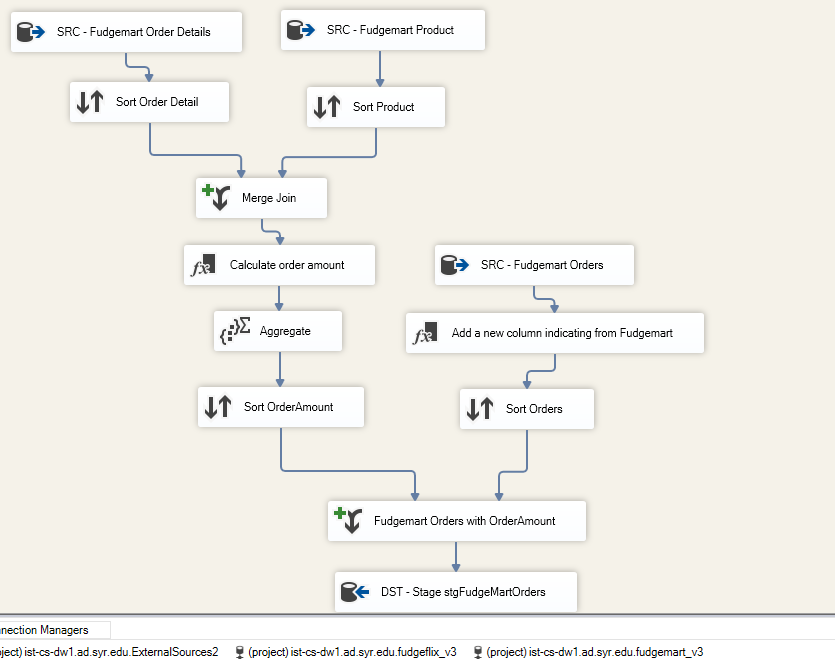 SRC - Fudgemart Order Details
SRC - Fudgemart Product
Sort Order Detail
Sort Product
Merge Join
Calculate order amount
SRC - Fudgemart Orders
Aggregate
Add a new column indicating from Fudgemart
Sort OrderAmount
Sort Orders
Fudgemart Orders with OrderAmount
DST - Stage stgFudgeMartOrders
nnection Managers
oject) ist-cs-dw1.ad.syr.edu.ExternalSources2
(project) ist-cs-dw1.ad.syr.edu.fudgeflix_v3
(project) ist-cs-dw1.ad.syr.edu.fudgemart_v3